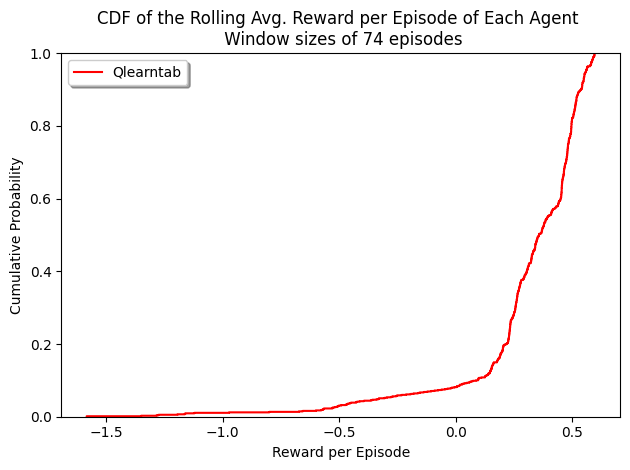 CDF of the Rolling Avg. Reward per Episode of Each Agent
Window sizes of 74 episodes
Qlearntab
Cumulative Probability
1.0
0.8
0.6
0.4
0.2
0.0
−1.5 −1.0 −0.5 0.0 0.5
Reward per Episode